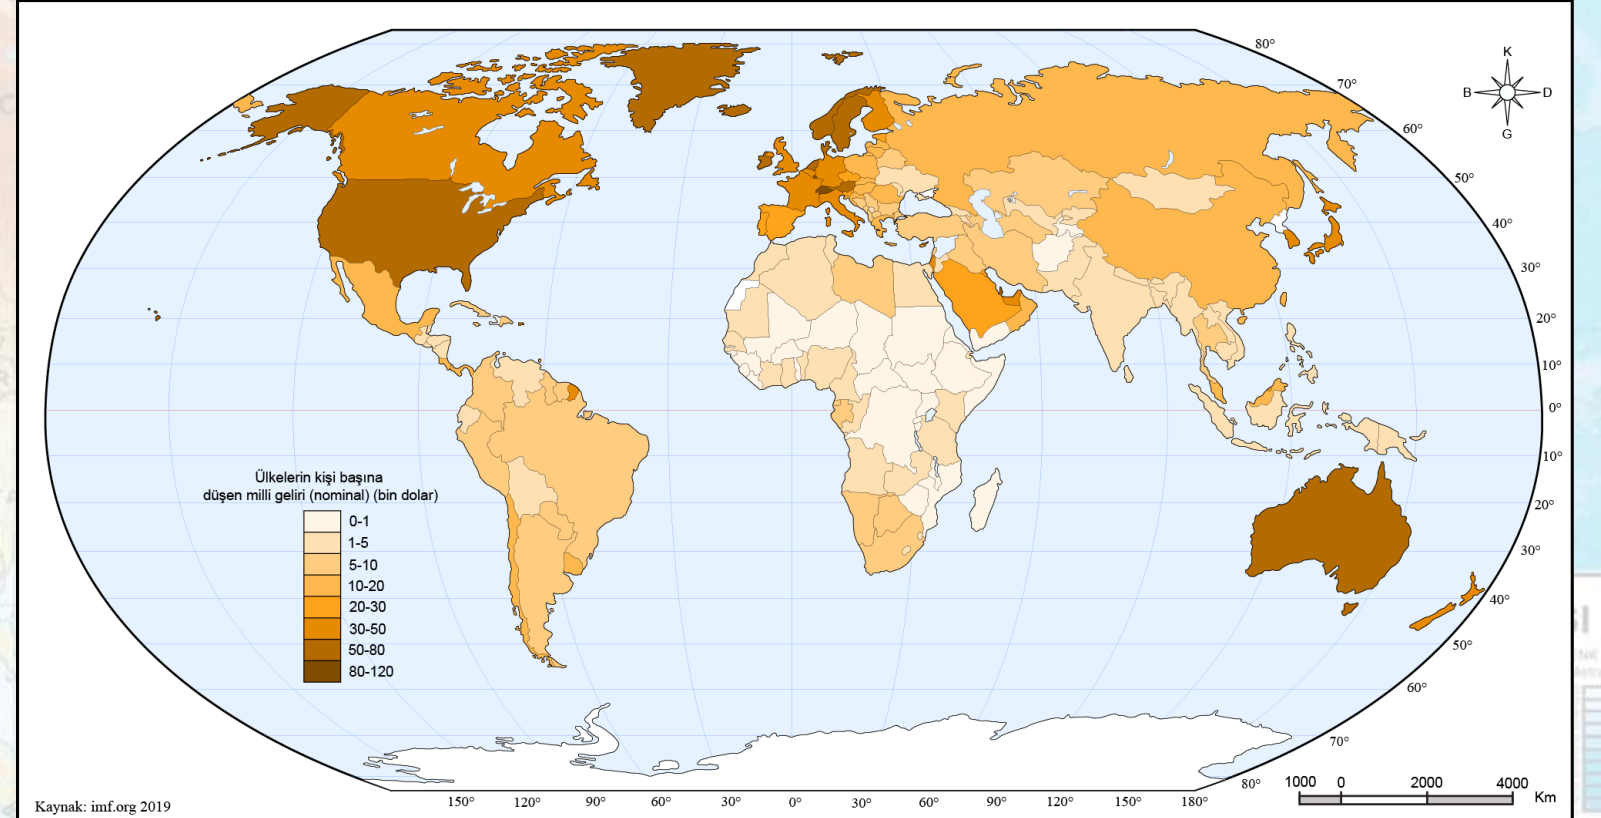 K
B D
G
80°
70°
60°
50°
40°
30°
20°
10°
0°
10°
20°
30°
40°
50°
60°
70°
80°
Ülkelerin kişi başına
düşen milli geliri (nominal) (bin dolar)
0-1
1-5
5-10
10-20
20-30
30-50
50-80
80-120
150° 120° 90° 60° 30° 0° 30° 60° 90° 120° 150° 180°
1000 0 2000 4000
Km
Kaynak: imf.org 2019